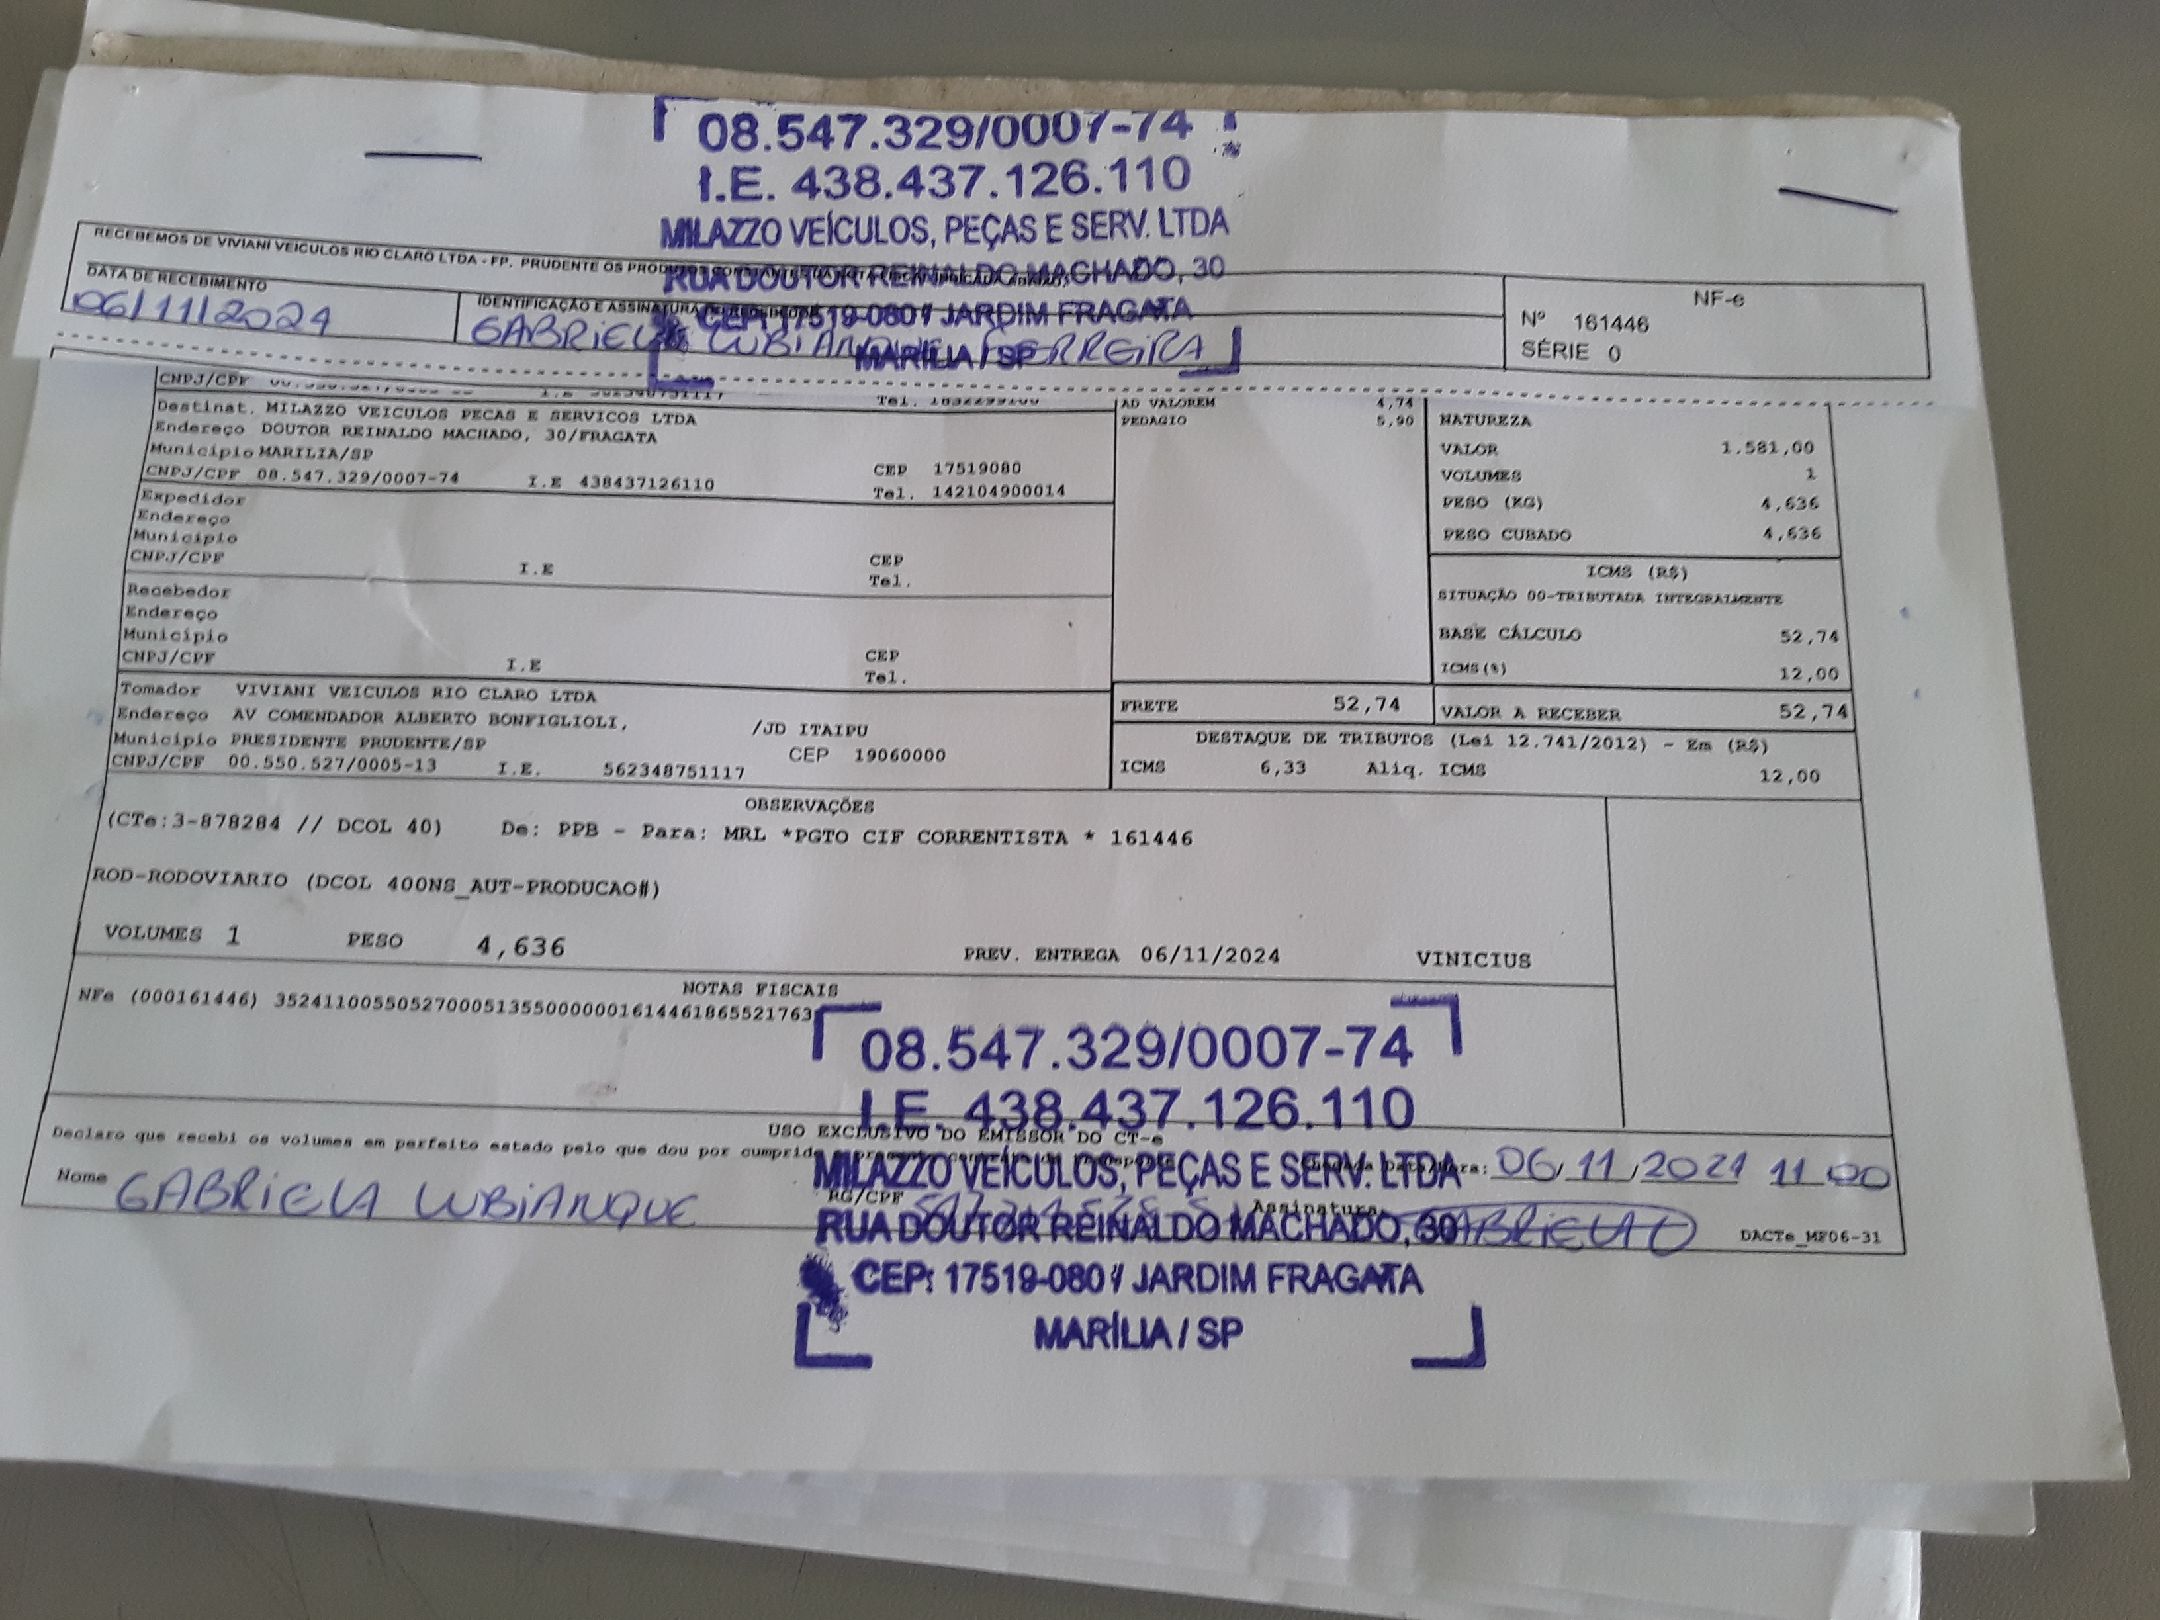 08.547.329/0007-74
I.E. 438.437.126.110
MILAZZO VEÍCULOS, PEÇAS E SERV. LTDA
RUA DOUTOR REINALDO MACHADO, 30
CEP: 17519-080 / JARDIM FRAGATA
MARÍLIA / SP
RECEBEMOS DE VIVIANI VEICULOS RIO CLARO LTDA - FP. PRUDENTE OS PRODUTOS
DATA DE RECEBIMENTO
06/11/2024
IDENTIFICAÇÃO E ASSINATURA
GABRIELA LUBIANQUE FERREIRA
NF-e
Nº 161446
SÉRIE 0
CNPJ/CPF
Destinat. MILAZZO VEICULOS PECAS E SERVICOS LTDA
Endereço DOUTOR REINALDO MACHADO, 30/FRAGATA
Município MARILIA/SP CEP 17519080
CNPJ/CPF 08.547.329/0007-74 I.E 438437126110 Tel. 142104900014
Expedidor
Endereço
Município CEP
CNPJ/CPF I.E Tel.
Recebedor
Endereço
Município CEP
CNPJ/CPF I.E Tel.
Tomador VIVIANI VEICULOS RIO CLARO LTDA
Endereço AV COMENDADOR ALBERTO BONFIGLIOLI, /JD ITAIPU
Município PRESIDENTE PRUDENTE/SP CEP 19060000
CNPJ/CPF 00.550.527/0005-13 I.E. 562348751117
AD VALOREM 4,74
PEDAGIO 5,90
NATUREZA
VALOR 1.581,00
VOLUMES 1
PESO (KG) 4,636
PESO CUBADO 4,636
ICMS (R$)
SITUAÇÃO 00-TRIBUTADA INTEGRALMENTE
BASE CÁLCULO 52,74
ICMS(%) 12,00
FRETE 52,74
VALOR A RECEBER 52,74
DESTAQUE DE TRIBUTOS (Lei 12.741/2012) - Em (R$)
ICMS 6,33 Aliq. ICMS 12,00
OBSERVAÇÕES
(CTe:3-878284 // DCOL 40) De: PPB - Para: MRL *PGTO CIF CORRENTISTA * 161446
ROD-RODOVIARIO (DCOL 400NS_AUT-PRODUCAO#)
VOLUMES 1 PESO 4,636 PREV. ENTREGA 06/11/2024 VINICIUS
NOTAS FISCAIS
NFe (000161446) 35241100550527000513550000001614461865521763
08.547.329/0007-74
I.E. 438.437.126.110
USO EXCLUSIVO DO EMISSOR DO CT-e
Declaro que recebi os volumes em perfeito estado pelo que dou por cumprido o presente contrato de transporte
06/11/2024 11:00
MILAZZO VEÍCULOS, PEÇAS E SERV. LTDA
Nome GABRIELA LUBIANQUE RG/CPF Assinatura GABRIELA
DACTe_MF06-31
RUA DOUTOR REINALDO MACHADO, 30
CEP: 17519-080 / JARDIM FRAGATA
MARÍLIA / SP